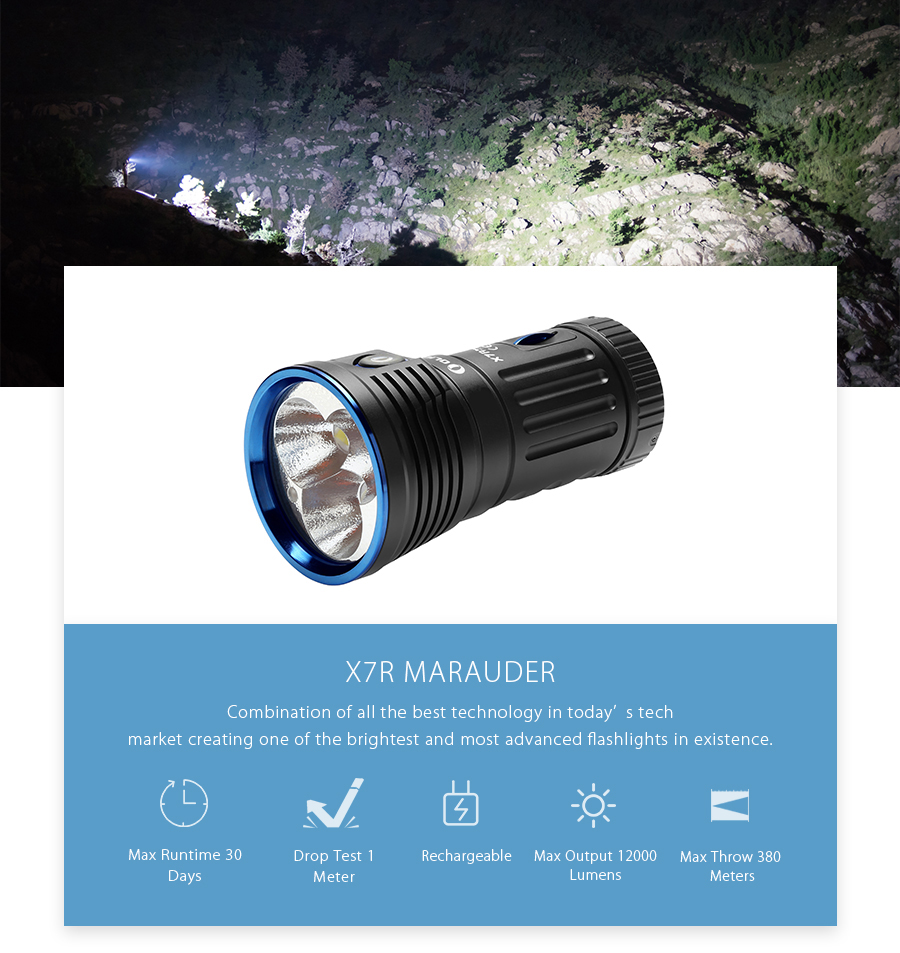 X7R
X7R MARAUDER
Combination of all the best technology in today’ s tech
market creating one of the brightest and most advanced flashlights in existence.
Max Runtime 30
Days
Drop Test 1
Meter
Rechargeable
Max Output 12000
Lumens
Max Throw 380
Meters